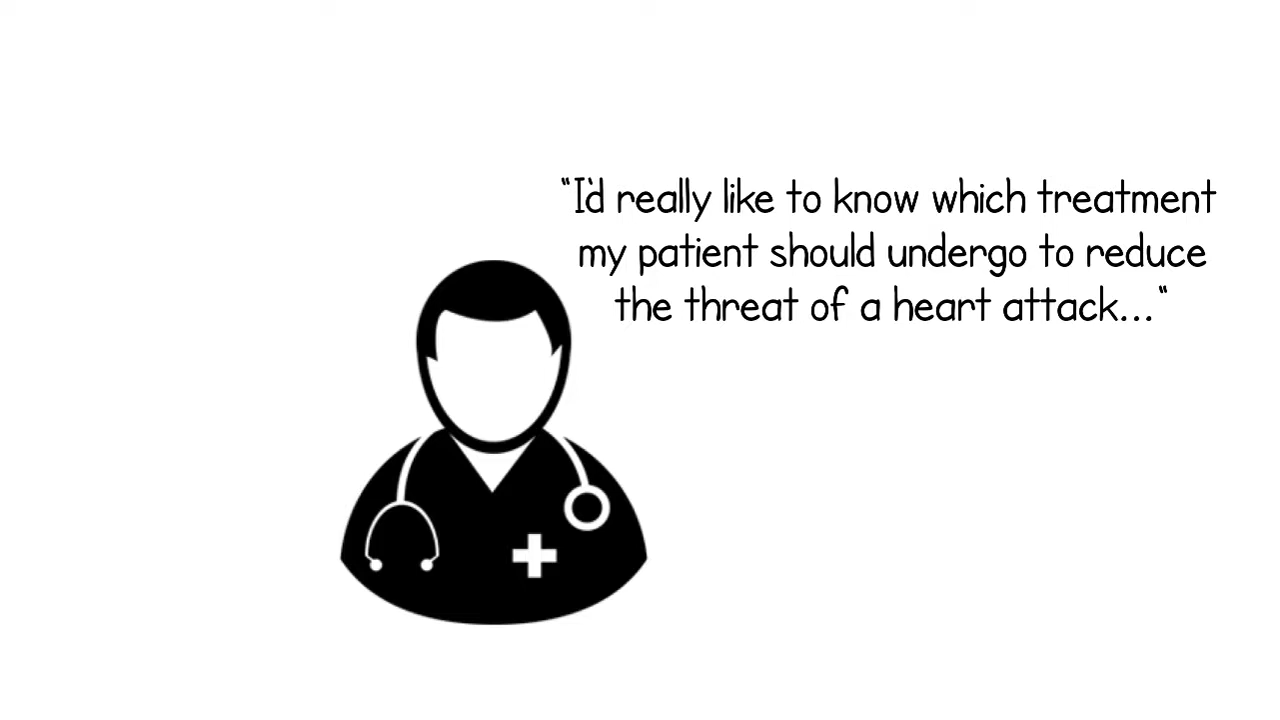 "I'd really like to know which treatment
my patient should undergo to reduce
the threat of a heart attack..."